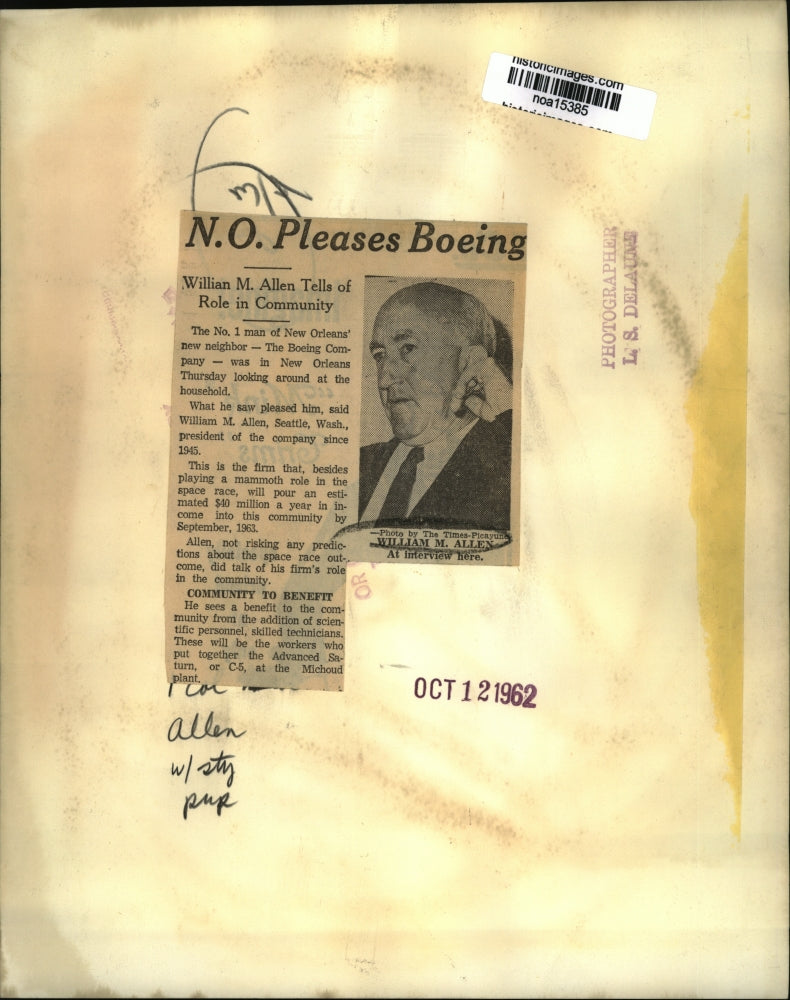 historicimages.com
noa15385
3/4
N.O. Pleases Boeing
Willian M. Allen Tells of
Role in Community
The No. 1 man of New Orleans'
new neighbor — The Boeing Com-
pany — was in New Orleans
Thursday looking around at the
household.
What he saw pleased him, said
William M. Allen, Seattle, Wash.,
president of the company since
1945.
This is the firm that, besides
playing a mammoth role in the
space race, will pour an esti-
mated $40 million a year in in-
come into this community by
September, 1963.
Allen, not risking any predic-
tions about the space race out-
come, did talk of his firm's role
in the community.
COMMUNITY TO BENEFIT
He sees a benefit to the com-
munity from the addition of scien-
tific personnel, skilled technicians.
These will be the workers who
put together the Advanced Sa-
turn, or C-5, at the Michoud
plant.
—Photo by The Times-Picayune
WILLIAM M. ALLEN
At interview here.
PHOTOGRAPHER
L. S. DELAUNE
OR
OCT 12 1962
Allen
w/ sty
pup